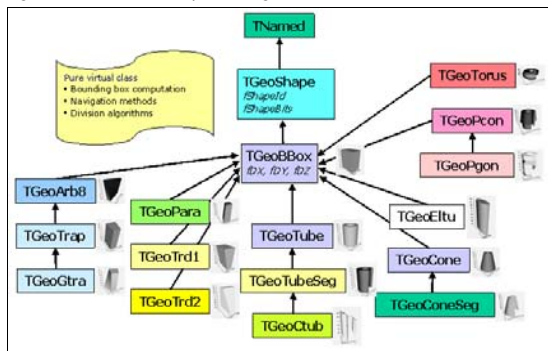 TNamed
Pure virtual class
• Bounding box computation
• Navigation methods
• Division algorithms
TGeoShape
fShapeId
fShapeBits
TGeoTorus
TGeoPcon
TGeoBBox
fDX, fDY, fDZ
TGeoPgon
TGeoArb8
TGeoPara
TGeoEltu
TGeoTrap
TGeoTrd1
TGeoTube
TGeoCone
TGeoGtra
TGeoTrd2
TGeoTubeSeg
TGeoConeSeg
TGeoCtub